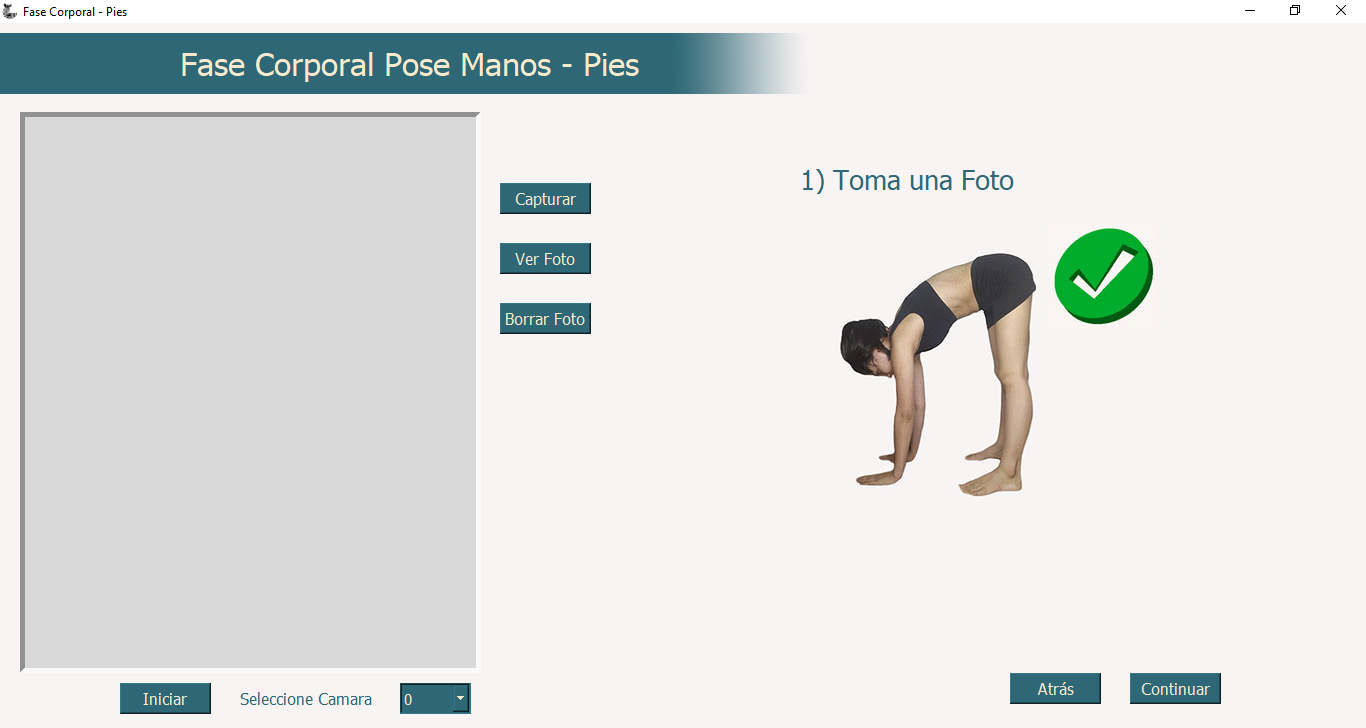 Fase Corporal - Pies
Fase Corporal Pose Manos - Pies
1) Toma una Foto
Capturar
Ver Foto
Borrar Foto
Iniciar
Seleccione Camara
0
Atrás
Continuar